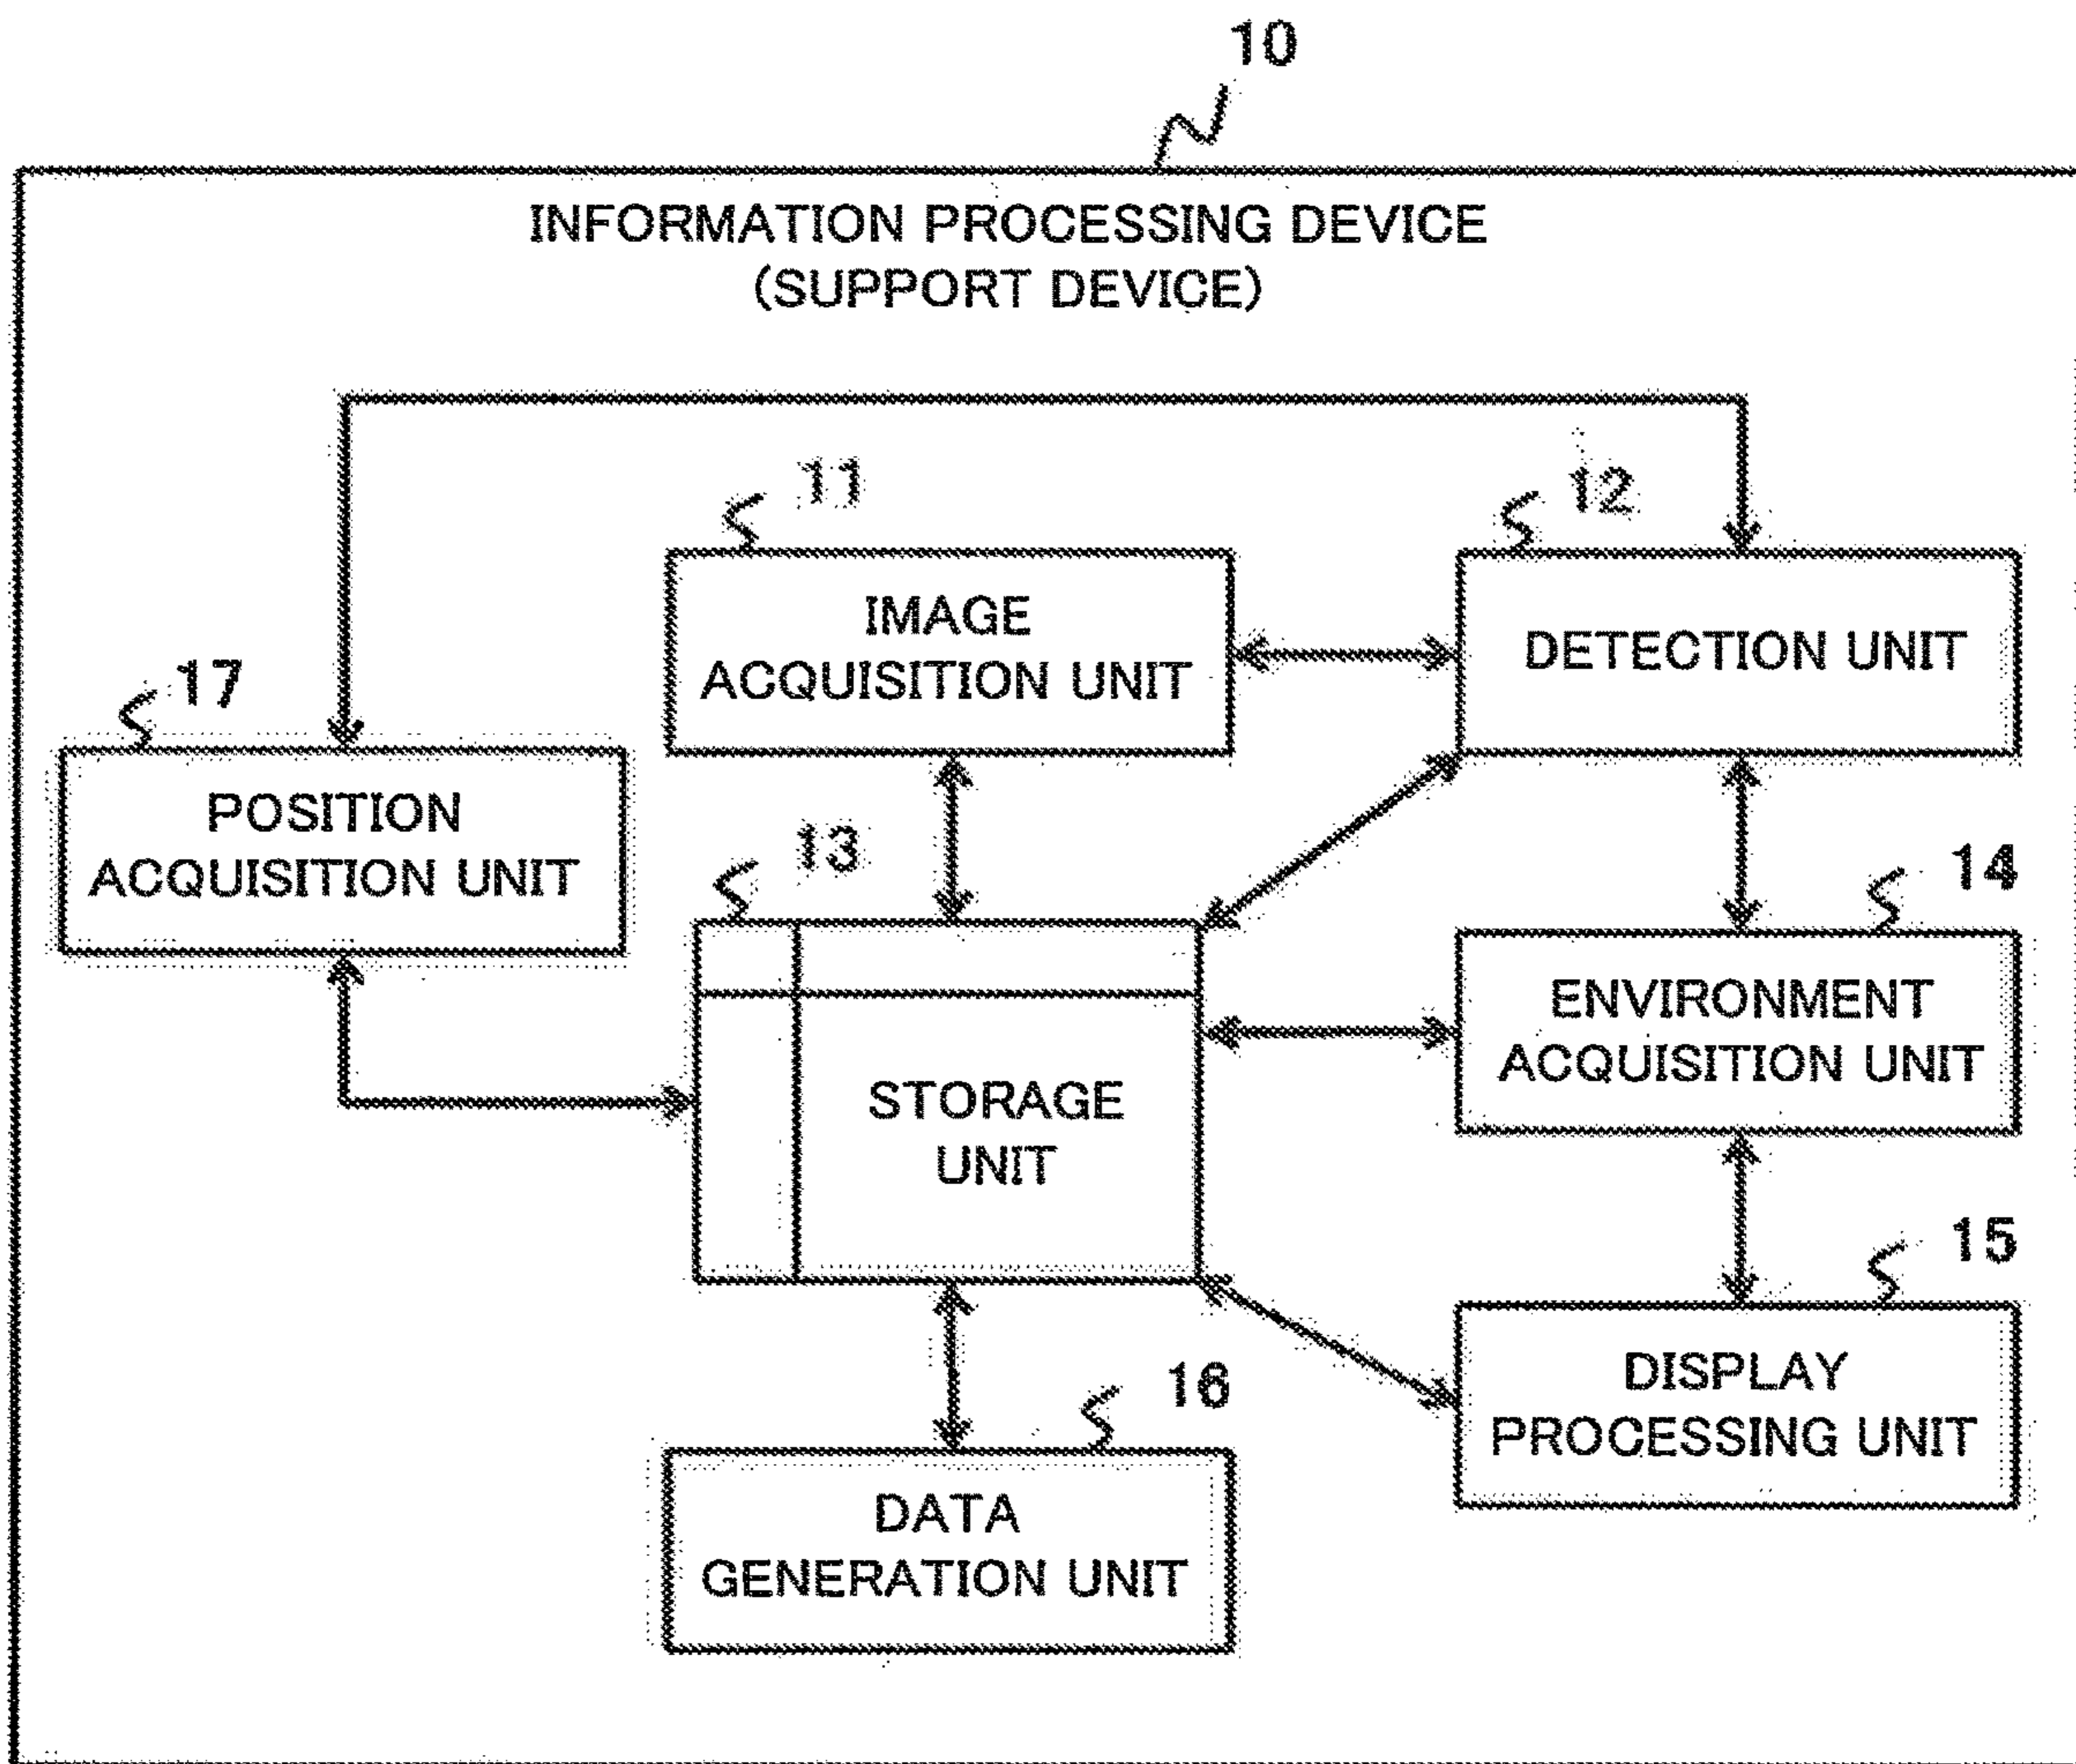 10
INFORMATION PROCESSING DEVICE
(SUPPORT DEVICE)
11
12
IMAGE
ACQUISITION UNIT
DETECTION UNIT
17
POSITION
ACQUISITION UNIT
13
14
STORAGE
UNIT
ENVIRONMENT
ACQUISITION UNIT
15
DISPLAY
PROCESSING UNIT
16
DATA
GENERATION UNIT